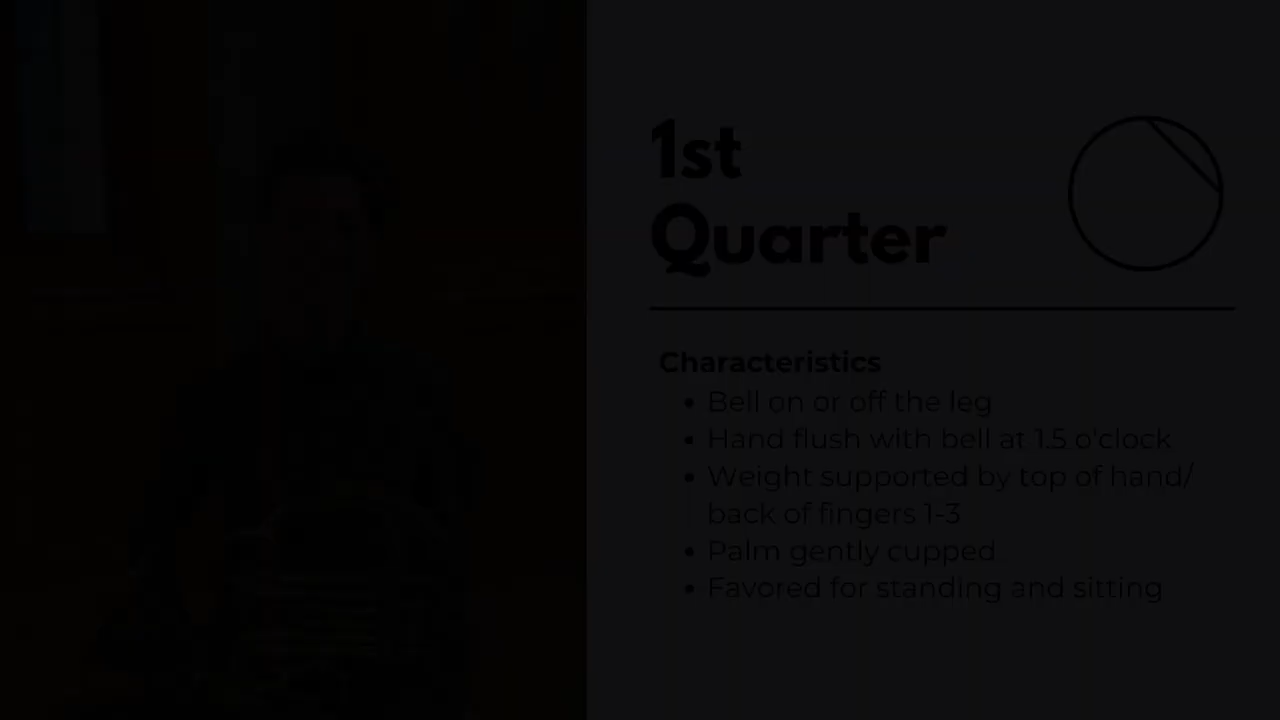 1st
Quarter
Characteristics
• Bell on or off the leg
• Hand flush with bell at 1.5 o'clock
• Weight supported by top of hand/
back of fingers 1-3
• Palm gently cupped
• Favored for standing and sitting